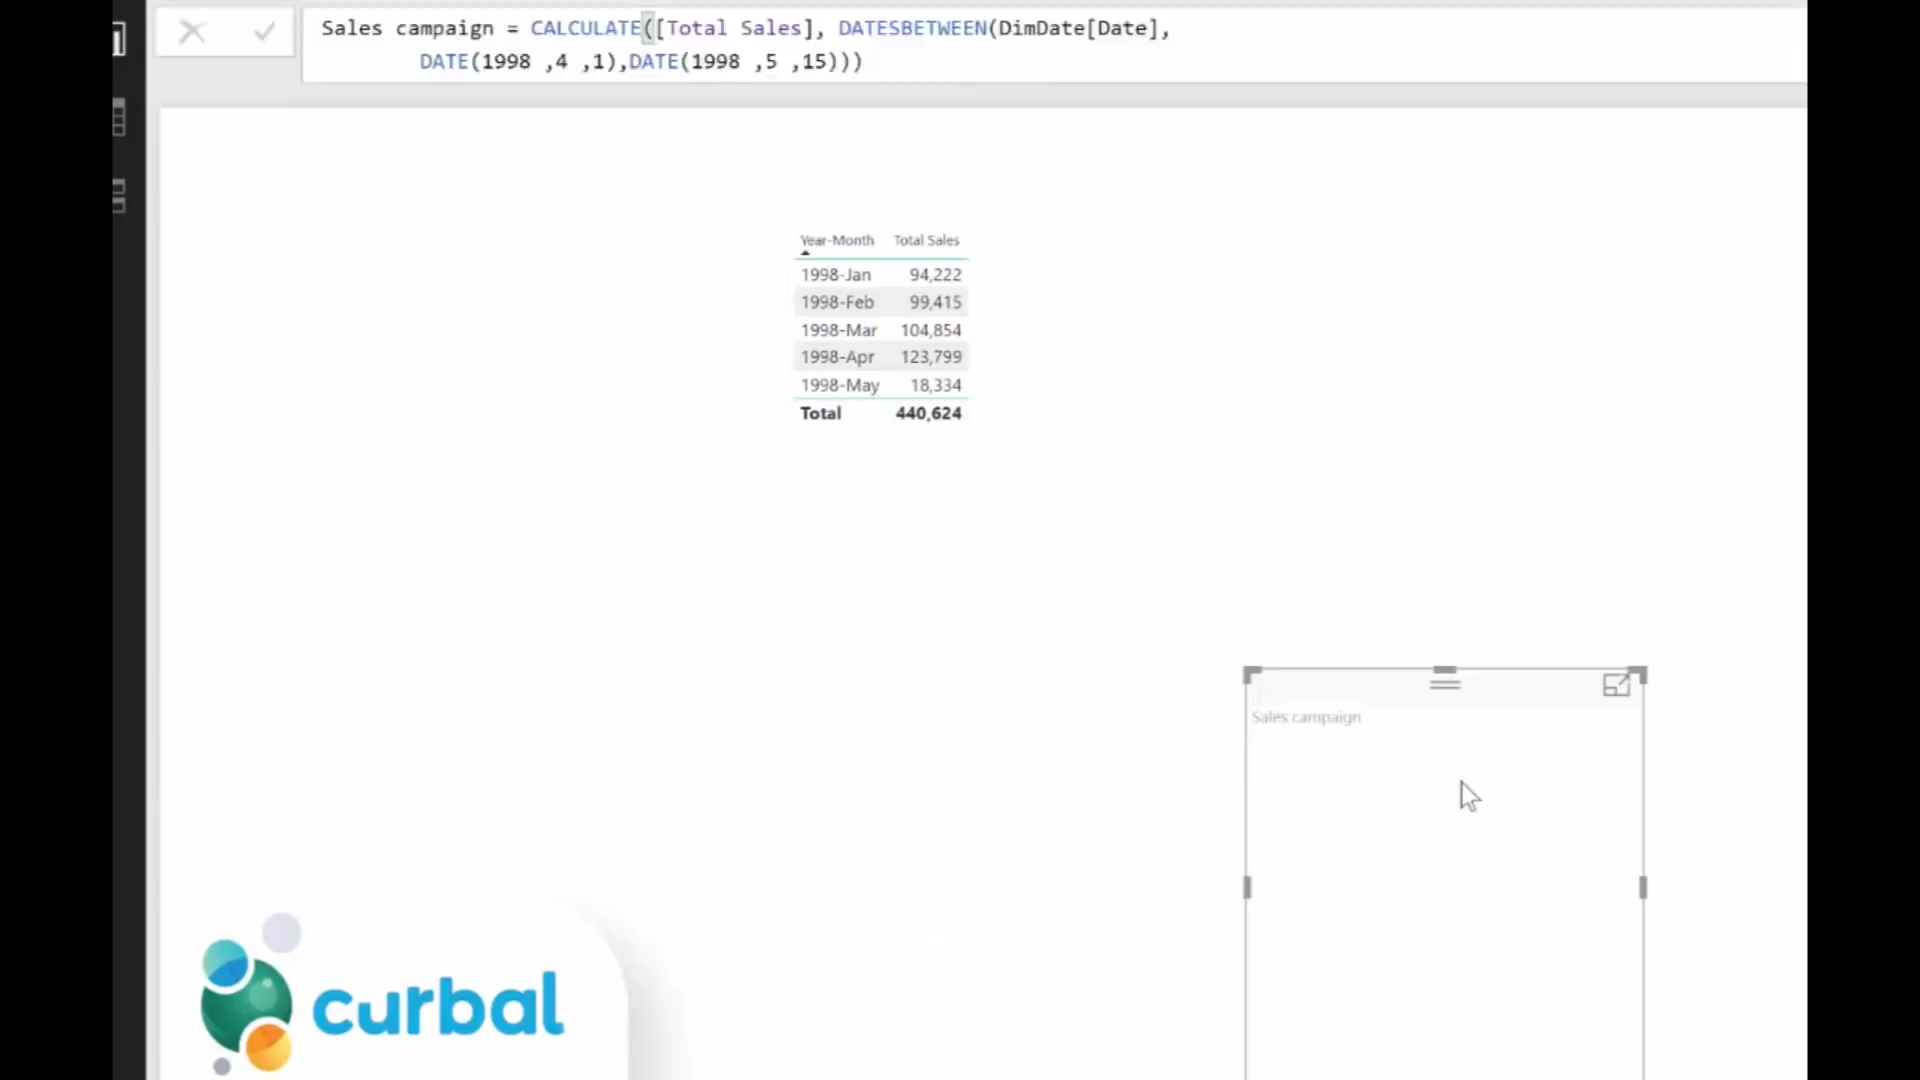 Sales campaign = CALCULATE([Total Sales], DATESBETWEEN(DimDate[Date],
DATE(1998 ,4 ,1),DATE(1998 ,5 ,15)))
Year-Month Total Sales
1998-Jan 94,222
1998-Feb 99,415
1998-Mar 104,854
1998-Apr 123,799
1998-May 18,334
Total 440,624
Sales campaign
curbal